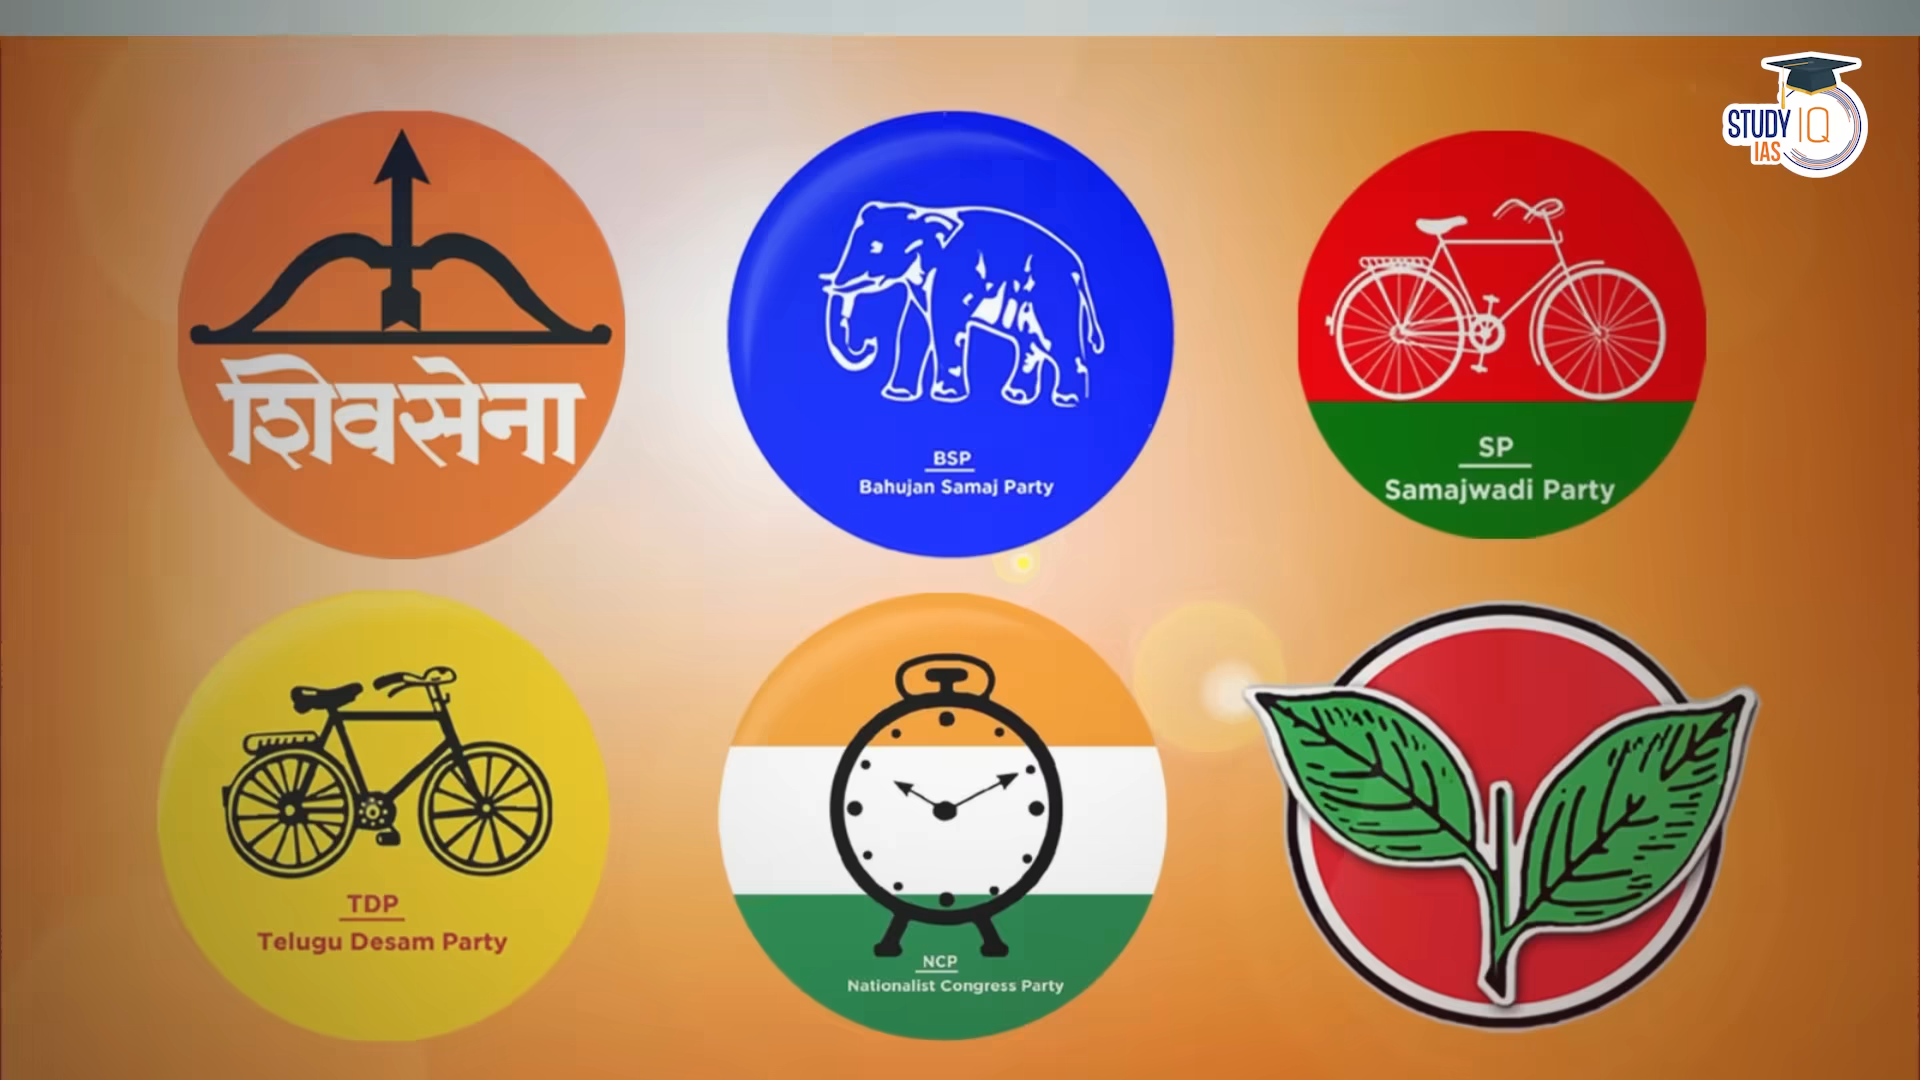 STUDY IQ
IAS
शिवसेना
BSP
Bahujan Samaj Party
SP
Samajwadi Party
TDP
Telugu Desam Party
NCP
Nationalist Congress Party